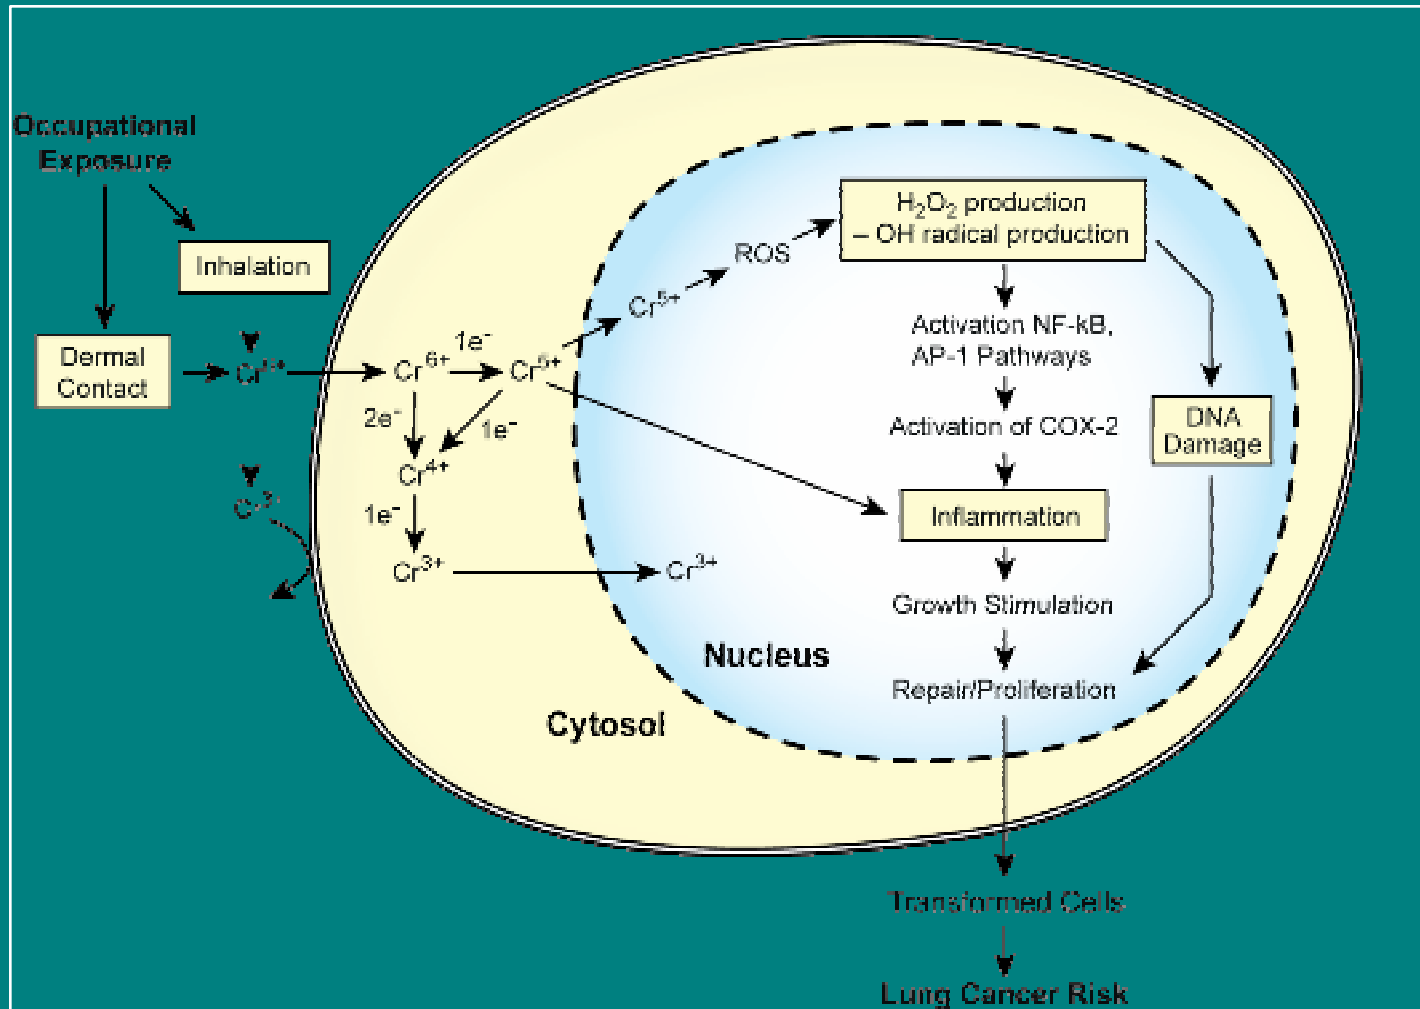 Occupational
Exposure
Inhalation
Dermal
Contact
Cr⁶⁺
1e⁻
Cr⁵⁺
2e⁻
1e⁻
Cr⁴⁺
1e⁻
Cr³⁺
Cr³⁺
Cr⁵⁺
ROS
H₂O₂ production
– OH radical production
Activation NF-kB,
AP-1 Pathways
Activation of COX-2
DNA
Damage
Inflammation
Growth Stimulation
Repair/Proliferation
Nucleus
Cytosol
Transformed Cells
Lung Cancer Risk